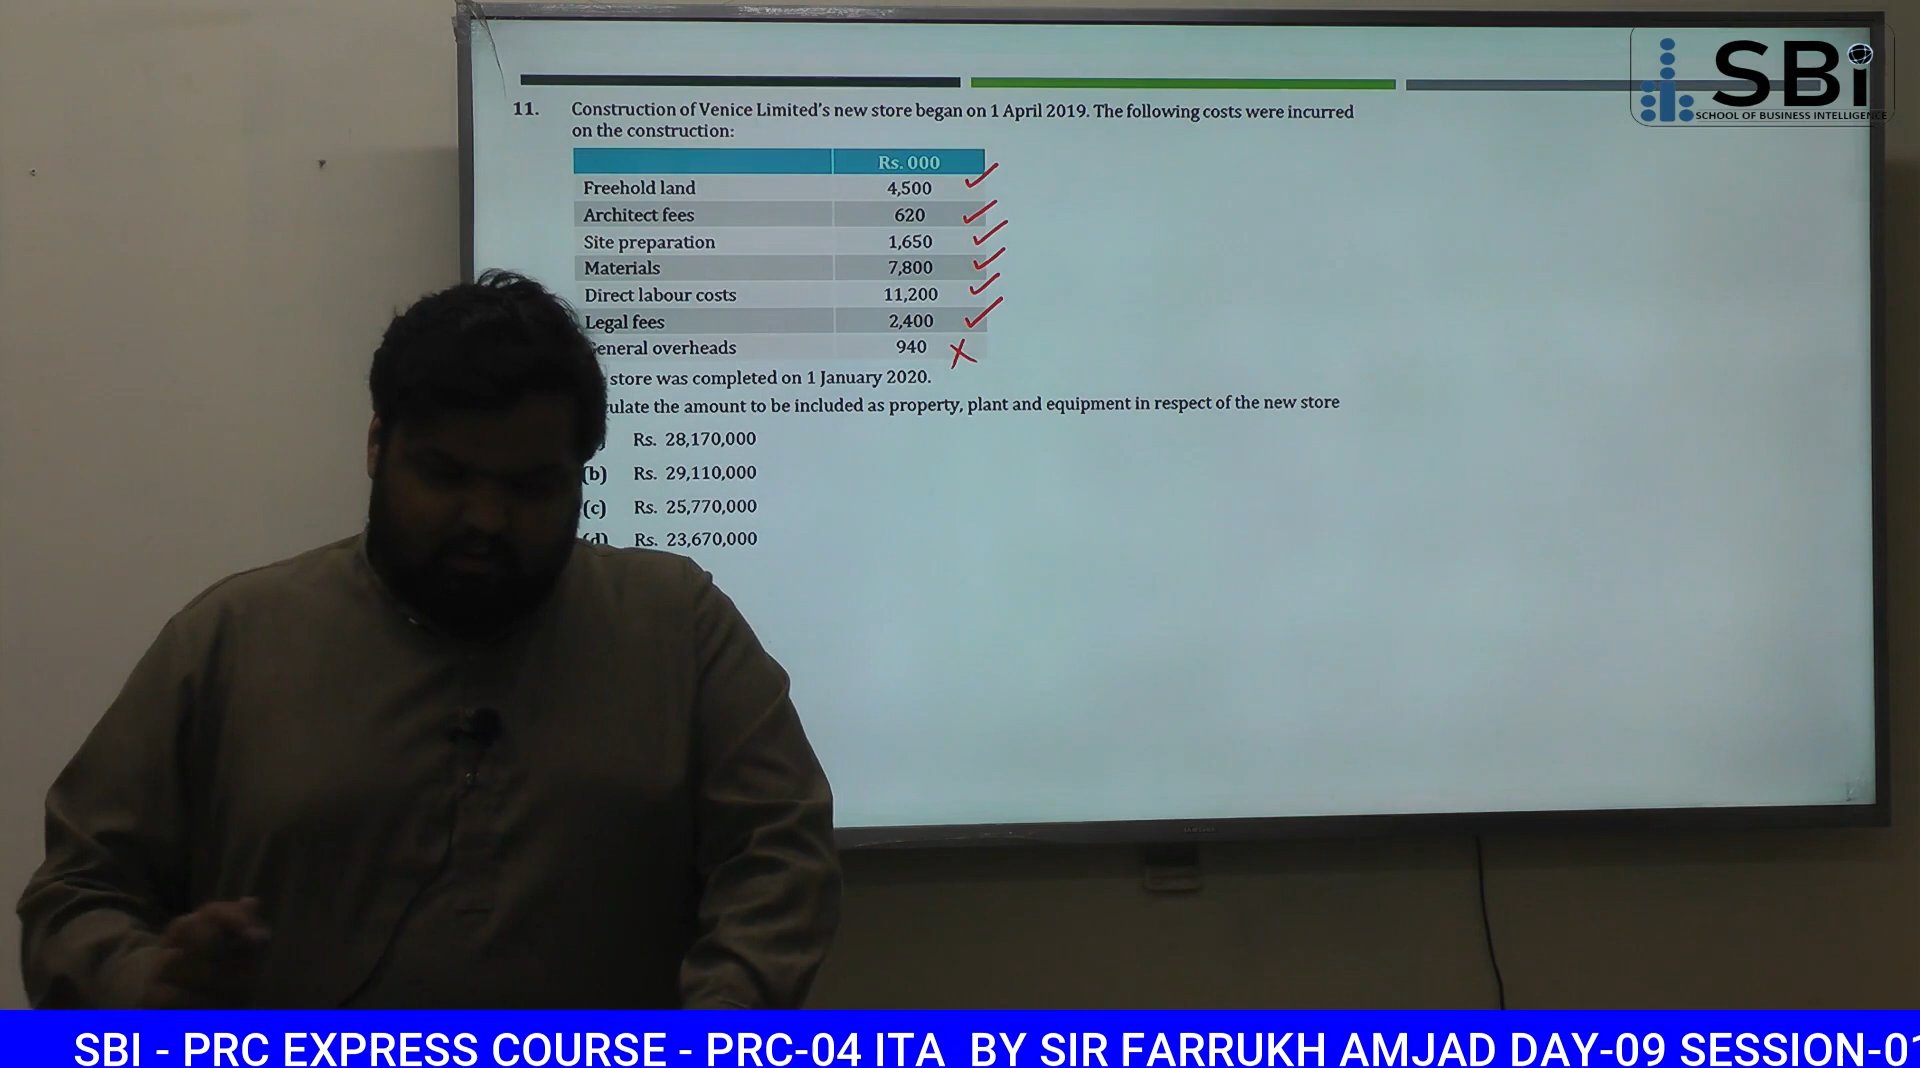 SBi
SCHOOL OF BUSINESS INTELLIGENCE
11. Construction of Venice Limited's new store began on 1 April 2019. The following costs were incurred
on the construction:
Rs. 000
Freehold land 4,500
Architect fees 620
Site preparation 1,650
Materials 7,800
Direct labour costs 11,200
Legal fees 2,400
eneral overheads 940
store was completed on 1 January 2020.
ulate the amount to be included as property, plant and equipment in respect of the new store
Rs. 28,170,000
(b) Rs. 29,110,000
(c) Rs. 25,770,000
(d) Rs. 23,670,000
SBI - PRC EXPRESS COURSE - PRC-04 ITA BY SIR FARRUKH AMJAD DAY-09 SESSION-01